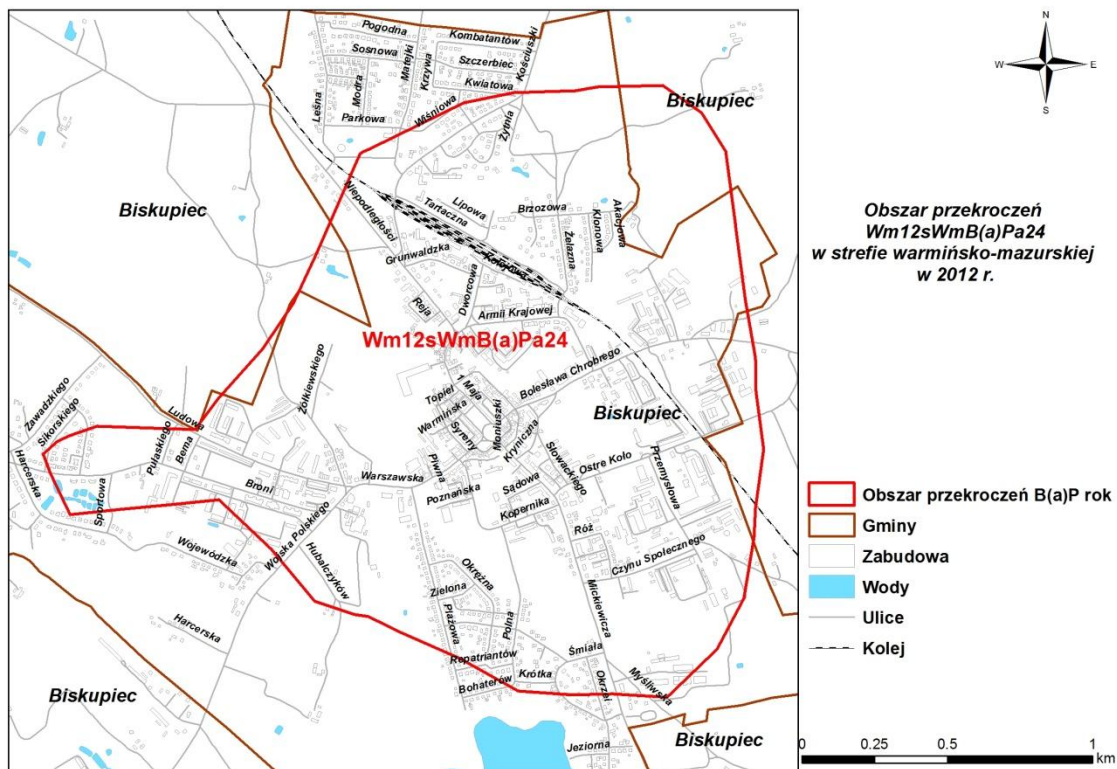 Pogodna
Kombatantów
Sosnowa
Matejki
Krzywa
Szczerbiec
Kościuszki
Leśna
Modra
Kwiatowa
Parkowa
Wiśniowa
Żytnia
Biskupiec
Biskupiec
Niepodległości
Tartaczna
Lipowa
Brzozowa
Klonowa
Akacjowa
Żelazna
Grunwaldzka
Kolejowa
Dworcowa
Reja
Armii Krajowej
Wm12sWmB(a)Pa24
Żółkiewskiego
1 Maja
Topiel
Bolesława Chrobrego
Warmińska
Syreny
Moniuszki
Kryniczna
Biskupiec
Zawadzkiego
Sikorskiego
Ludowa
Pułaskiego
Bema
Harcerska
Sportowa
Broni
Warszawska
Piwna
Poznańska
Sądowa
Kopernika
Słowackiego
Ostre Koło
Przemysłowa
Róż
Wojewódzka
Wojska Polskiego
Hubalczyków
Czynu Społecznego
Okrężna
Zielona
Plażowa
Polna
Mickiewicza
Harcerska
Repatriantów
Śmiała
Krótka
Bohaterów
Okrzei
Myśliwska
Biskupiec
Biskupiec
Jeziorna
N
W
E
S
Obszar przekroczeń
Wm12sWmB(a)Pa24
w strefie warmińsko-mazurskiej
w 2012 r.
Obszar przekroczeń B(a)P rok
Gminy
Zabudowa
Wody
Ulice
Kolej
0 0.25 0.5 1
km